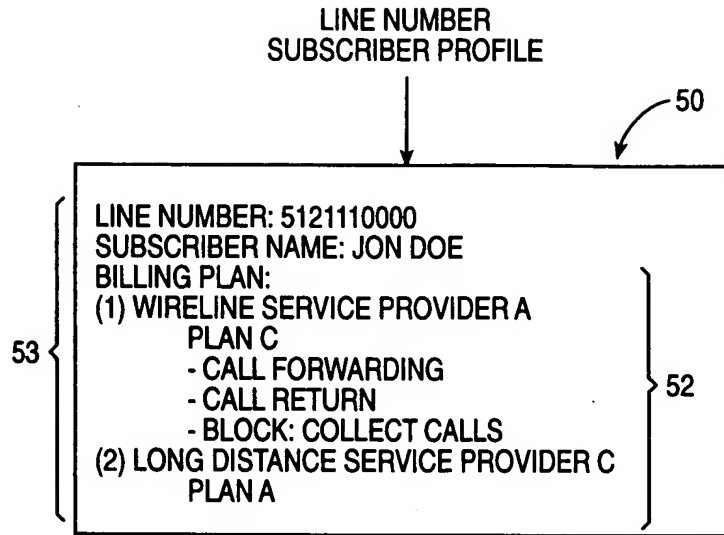 LINE NUMBER
SUBSCRIBER PROFILE
50
LINE NUMBER: 5121110000
SUBSCRIBER NAME: JON DOE
BILLING PLAN:
(1) WIRELINE SERVICE PROVIDER A
PLAN C
- CALL FORWARDING
- CALL RETURN
- BLOCK: COLLECT CALLS
(2) LONG DISTANCE SERVICE PROVIDER C
PLAN A
53
52